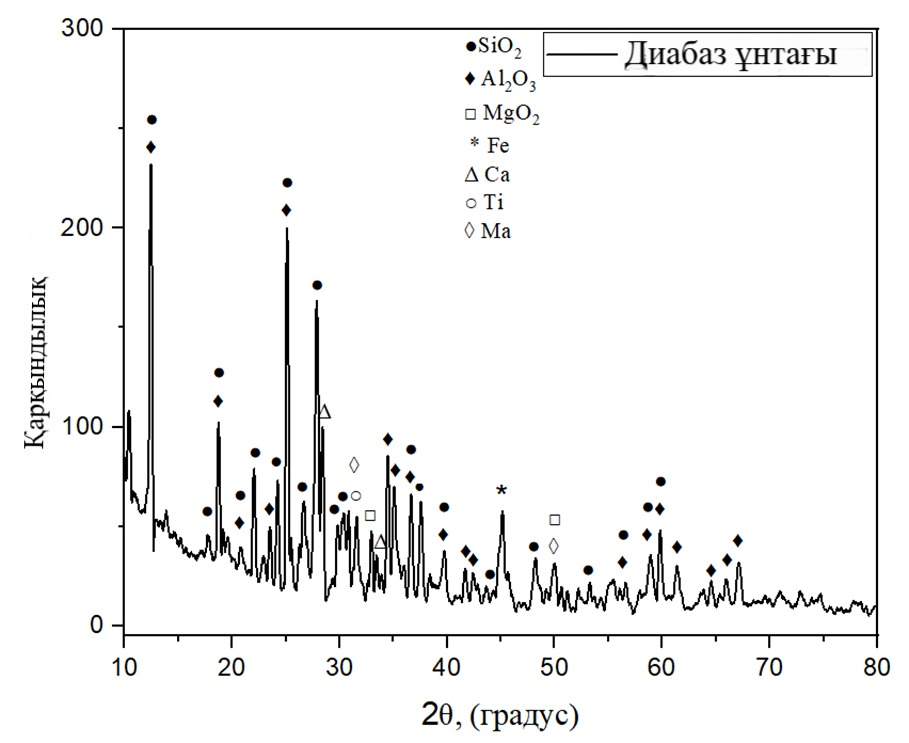 300
200
100
0
10
20
30
40
50
60
70
80
Қарқындылық
2θ, (градус)
●SiO₂
♦ Al₂O₃
□ MgO₂
* Fe
Δ Ca
○ Ti
◊ Ma
Диабаз ұнтағы